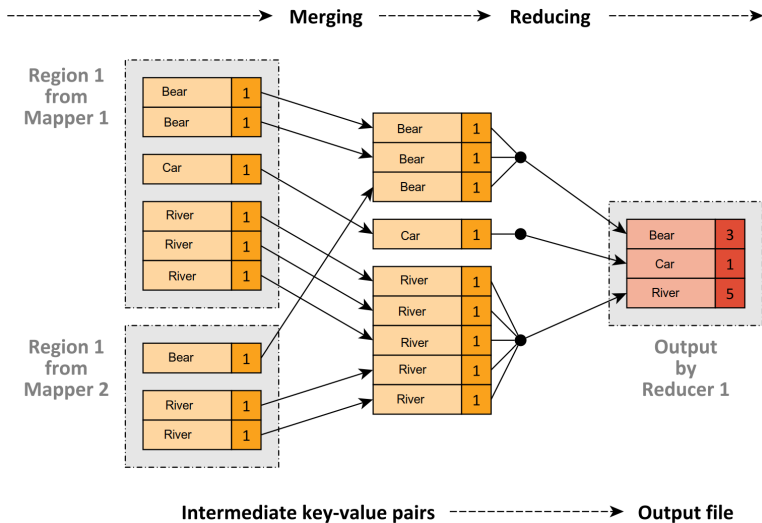 Merging
Reducing
Region 1
from
Mapper 1
Bear 1
Bear 1
Car 1
River 1
River 1
River 1
Region 1
from
Mapper 2
Bear 1
River 1
River 1
Bear 1
Bear 1
Bear 1
Car 1
River 1
River 1
River 1
River 1
River 1
Bear 3
Car 1
River 5
Output
by
Reducer 1
Intermediate key-value pairs
Output file